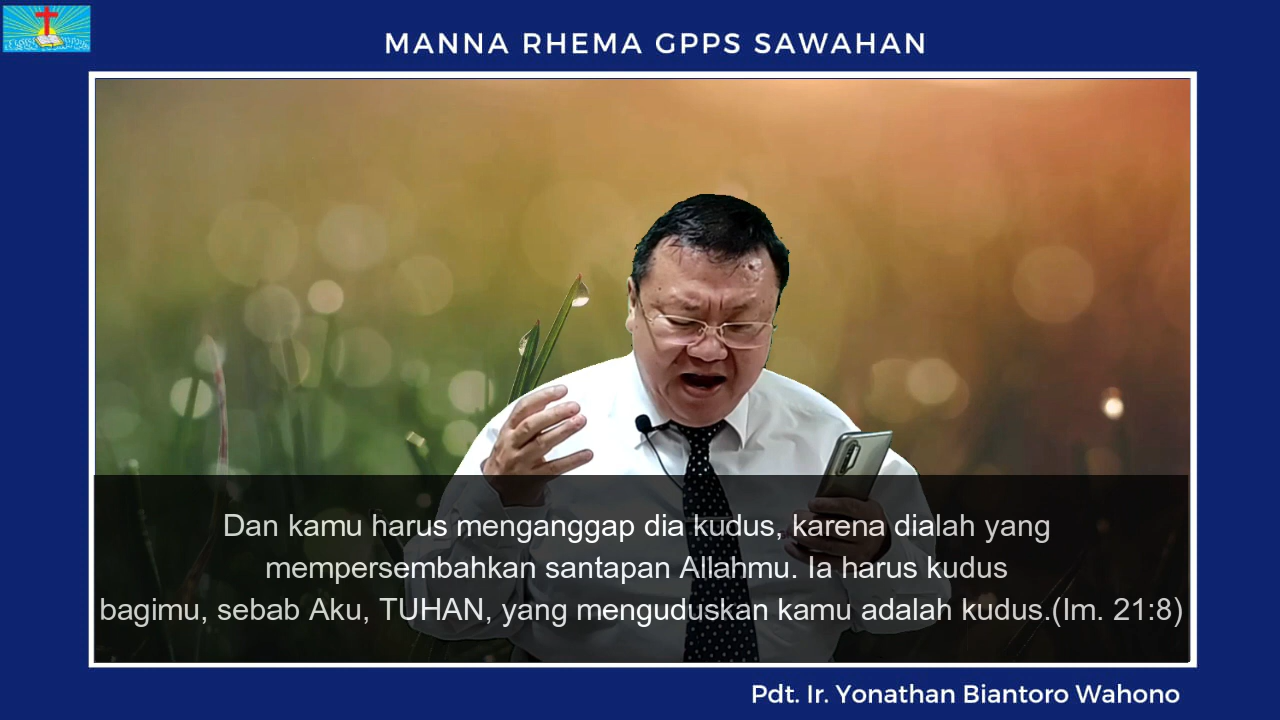 MANNA RHEMA GPPS SAWAHAN
Dan kamu harus menganggap dia kudus, karena dialah yang
mempersembahkan santapan Allahmu. Ia harus kudus
bagimu, sebab Aku, TUHAN, yang menguduskan kamu adalah kudus.(Im. 21:8)
Pdt. Ir. Yonathan Biantoro Wahono